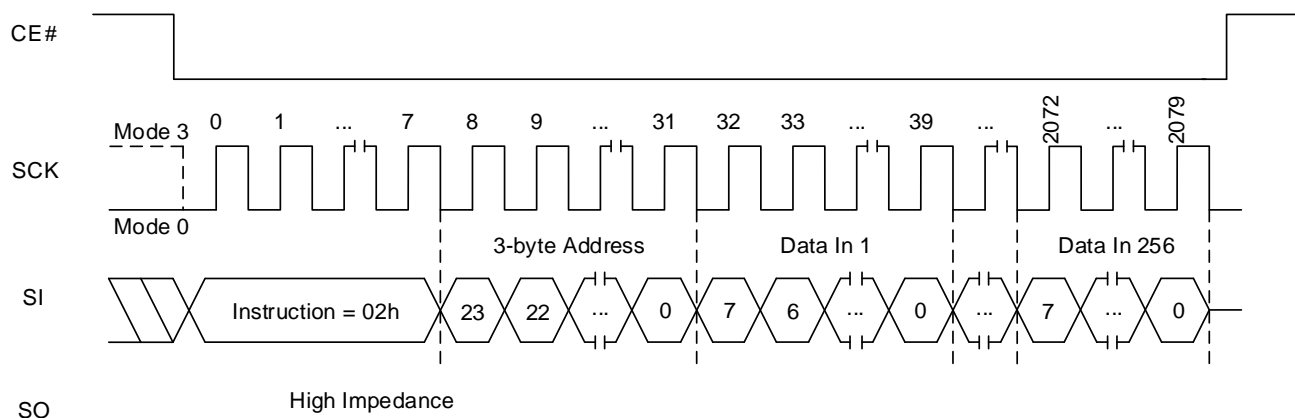 CE#
Mode 3 0 1 ... 7 8 9 ... 31 32 33 ... 39 ... 2072 ... 2079
SCK
Mode 0
3-byte Address Data In 1 Data In 256
SI Instruction = 02h 23 22 ... 0 7 6 ... 0 ... 7 ... 0
High Impedance
SO